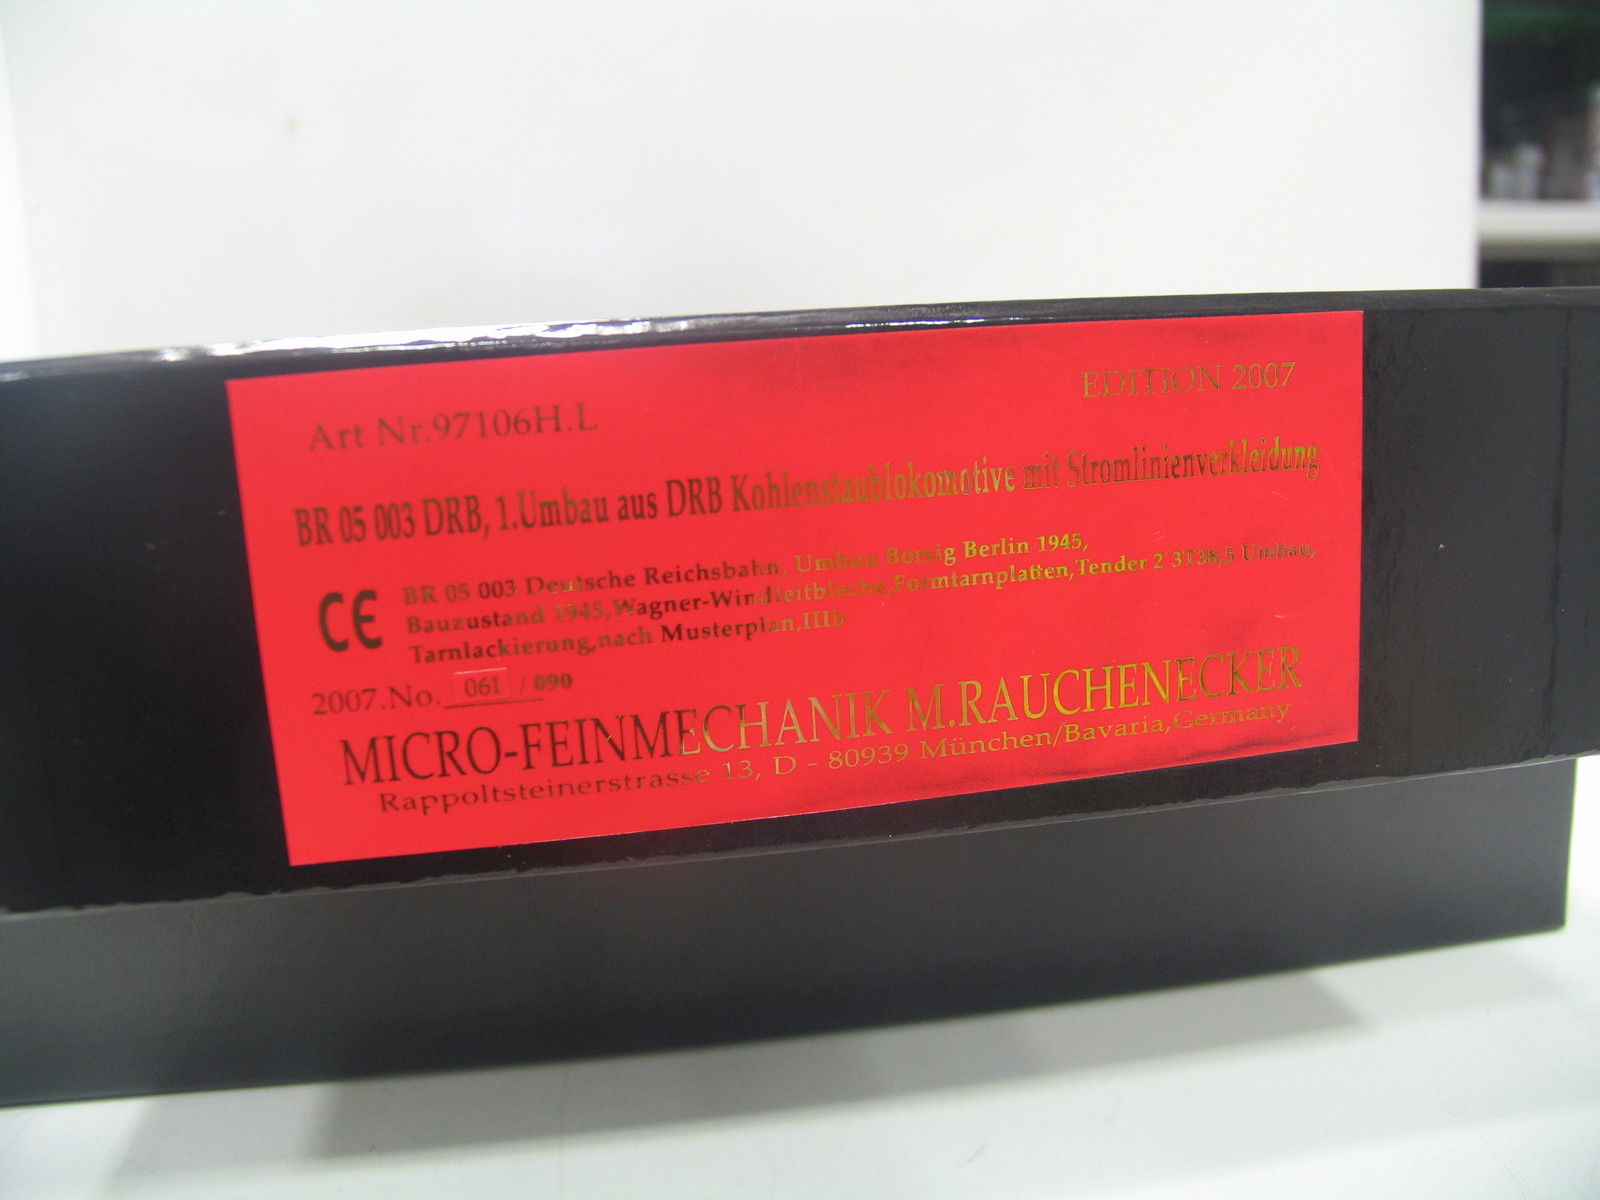 EDITION 2007
Art Nr.97106H.L
BR 05 003 DRB, 1.Umbau aus DRB Kohlenstaublokomotive mit Stromlinienverkleidung
CE BR 05 003 Deutsche Reichsbahn, Umbau Borsig Berlin 1945,
Bauzustand 1945,Wagner-Windleitbleche,Formtarnplatten,Tender 2´3T38,5 Umbau,
Tarnlackierung,nach Musterplan,IIIb
2007.No. 061 / 090
MICRO-FEINMECHANIK M.RAUCHENECKER
Rappoltsteinerstrasse 13, D - 80939 München/Bavaria,Germany